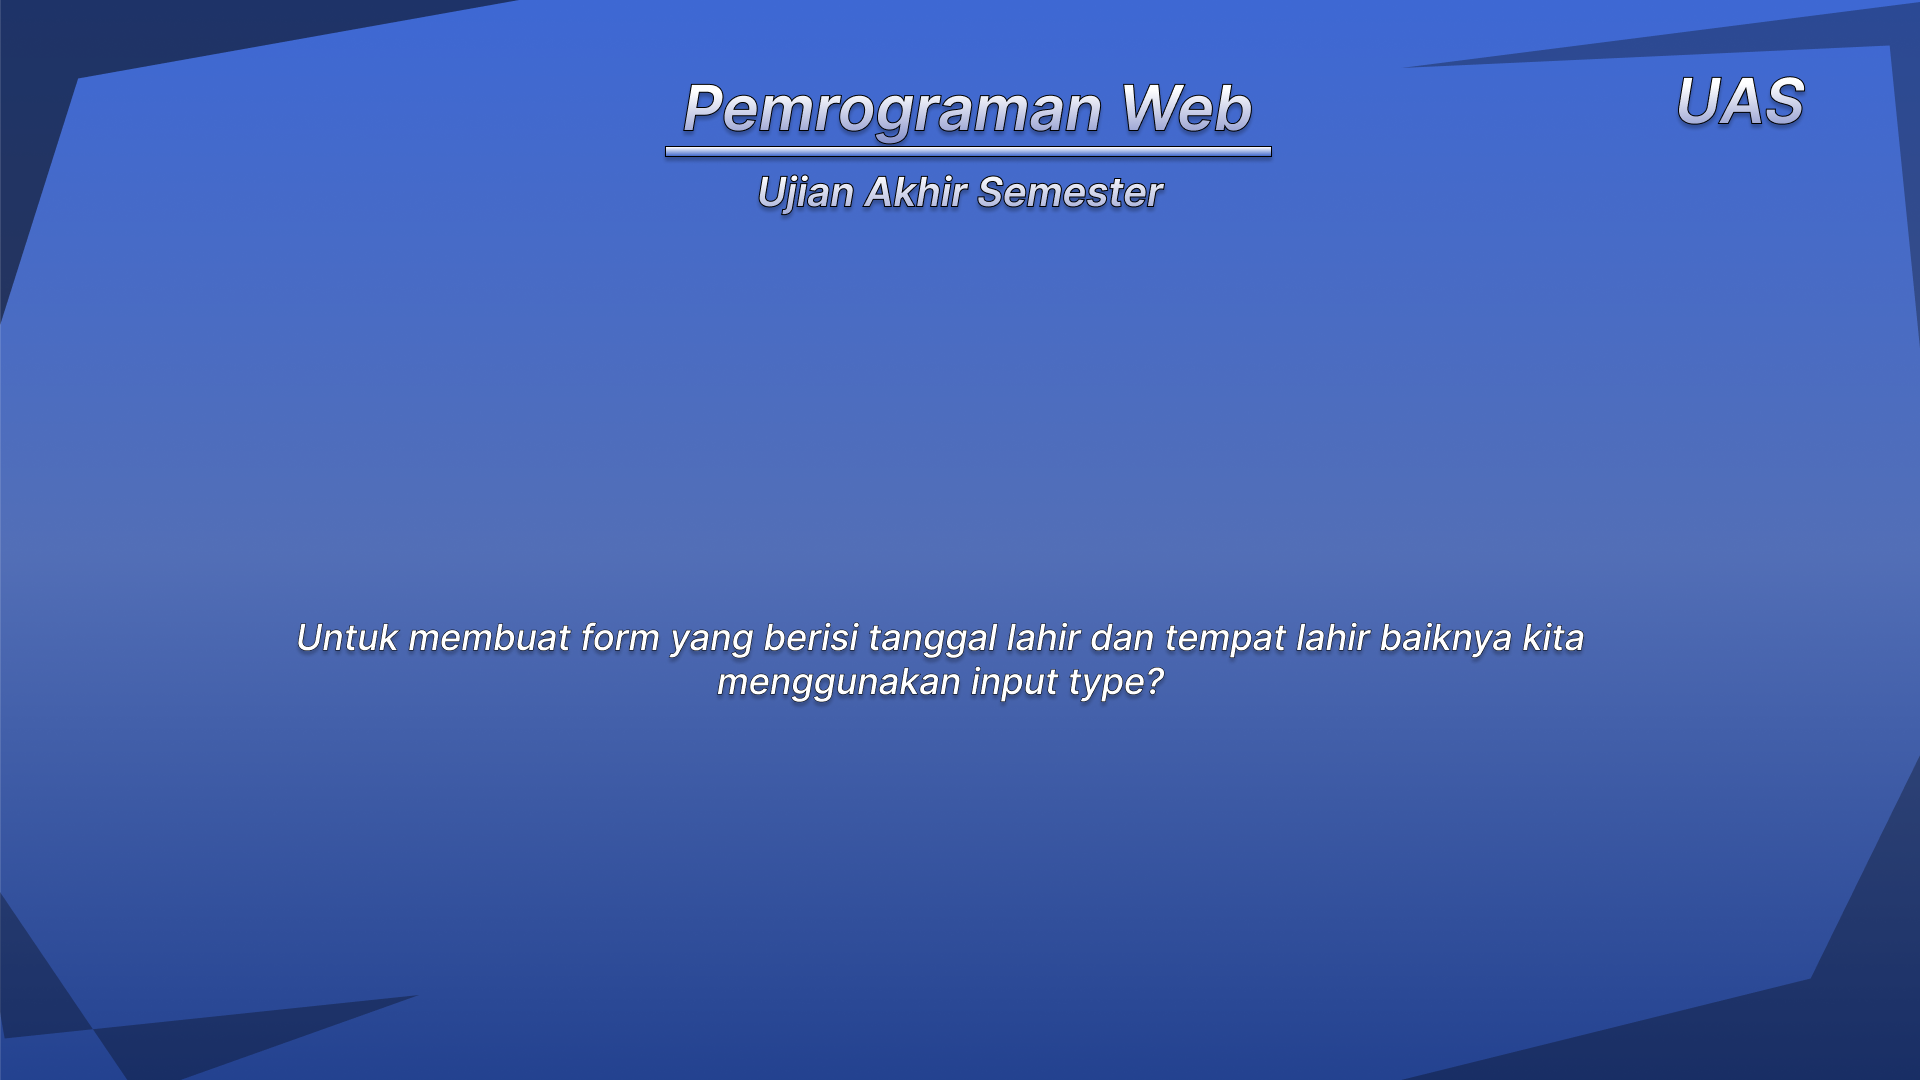 Pemrograman Web
UAS
Ujian Akhir Semester
Untuk membuat form yang berisi tanggal lahir dan tempat lahir baiknya kita
menggunakan input type?